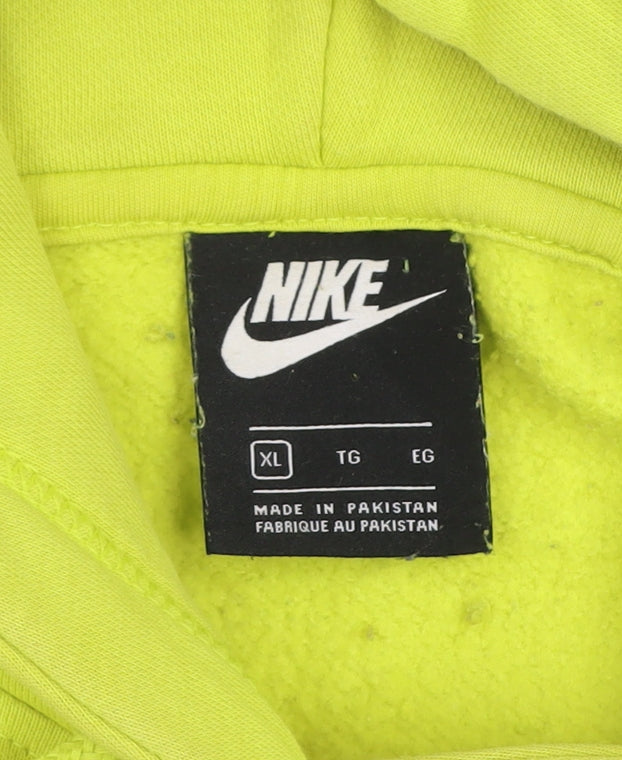 NIKE
XL TG EG
MADE IN PAKISTAN
FABRIQUE AU PAKISTAN